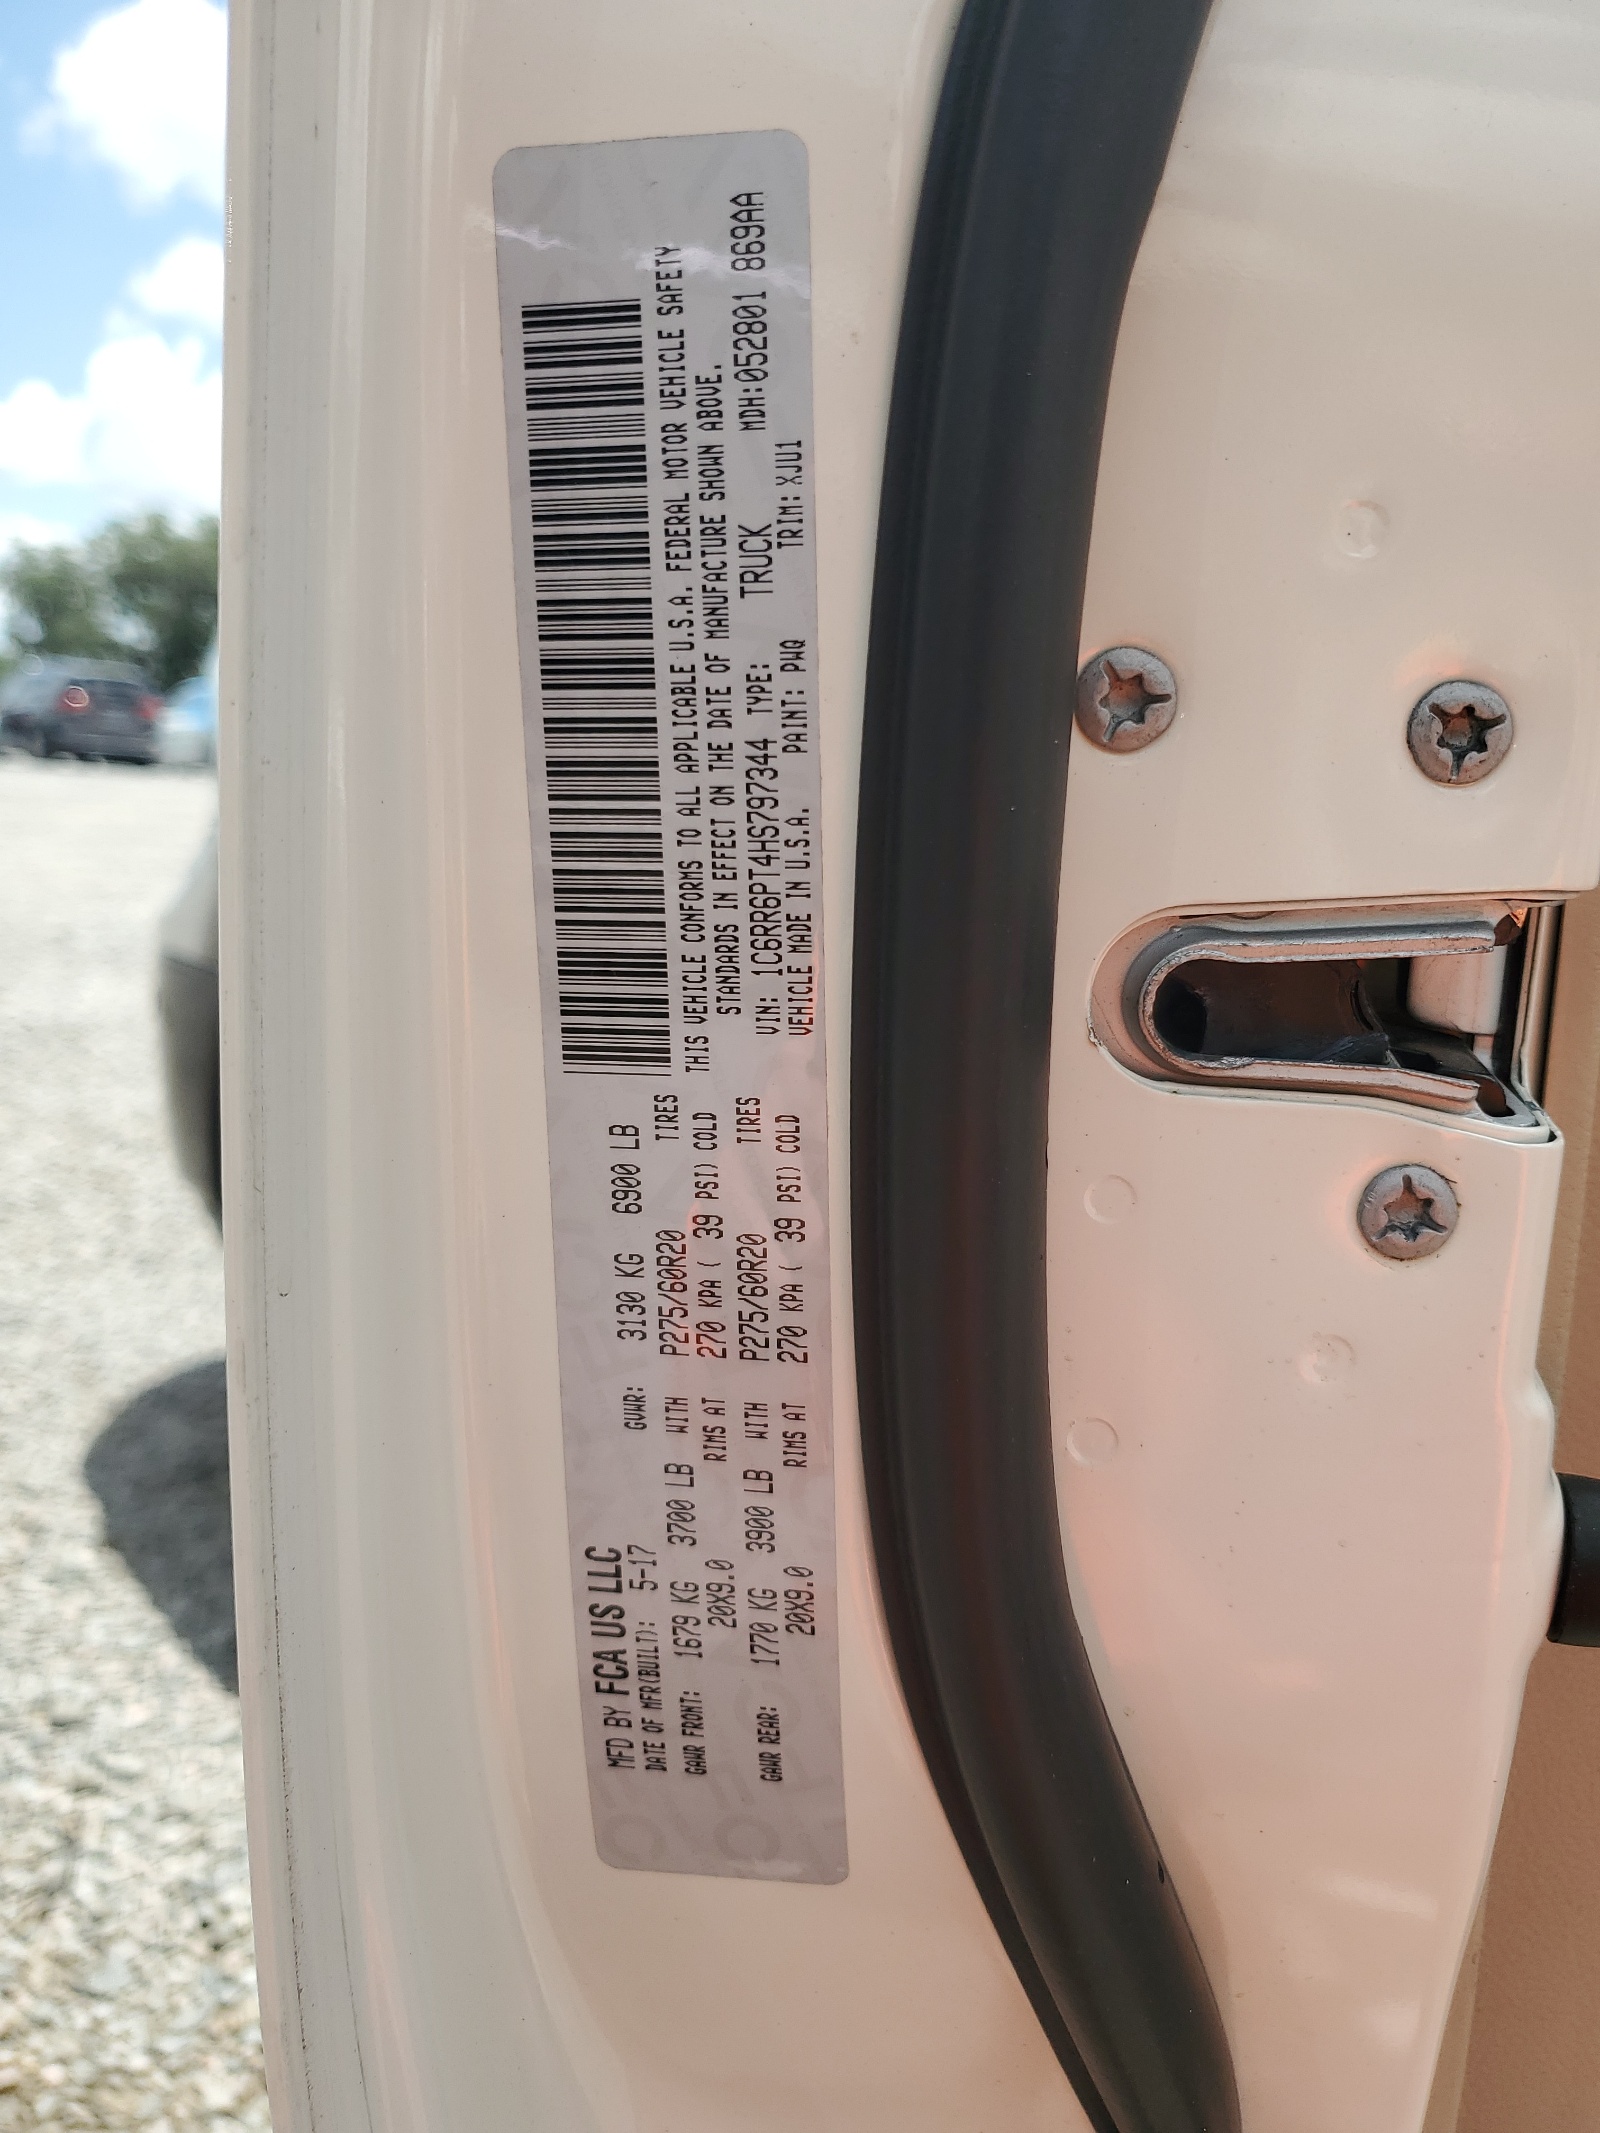 MFD BY FCA US LLC
DATE OF MFR(BUILT): 5-17 GVWR: 3130 KG 6900 LB
GAWR FRONT: 1679 KG 3700 LB WITH P275/60R20 TIRES
20X9.0 RIMS AT 270 KPA ( 39 PSI) COLD
GAWR REAR: 1770 KG 3900 LB WITH P275/60R20 TIRES
20X9.0 RIMS AT 270 KPA ( 39 PSI) COLD
THIS VEHICLE CONFORMS TO ALL APPLICABLE U.S.A. FEDERAL MOTOR VEHICLE SAFETY
STANDARDS IN EFFECT ON THE DATE OF MANUFACTURE SHOWN ABOVE.
VIN: 1C6RR6PT4HS797344 TYPE: TRUCK MDH:052801 869AA
VEHICLE MADE IN U.S.A. PAINT: PWQ TRIM: XJU1